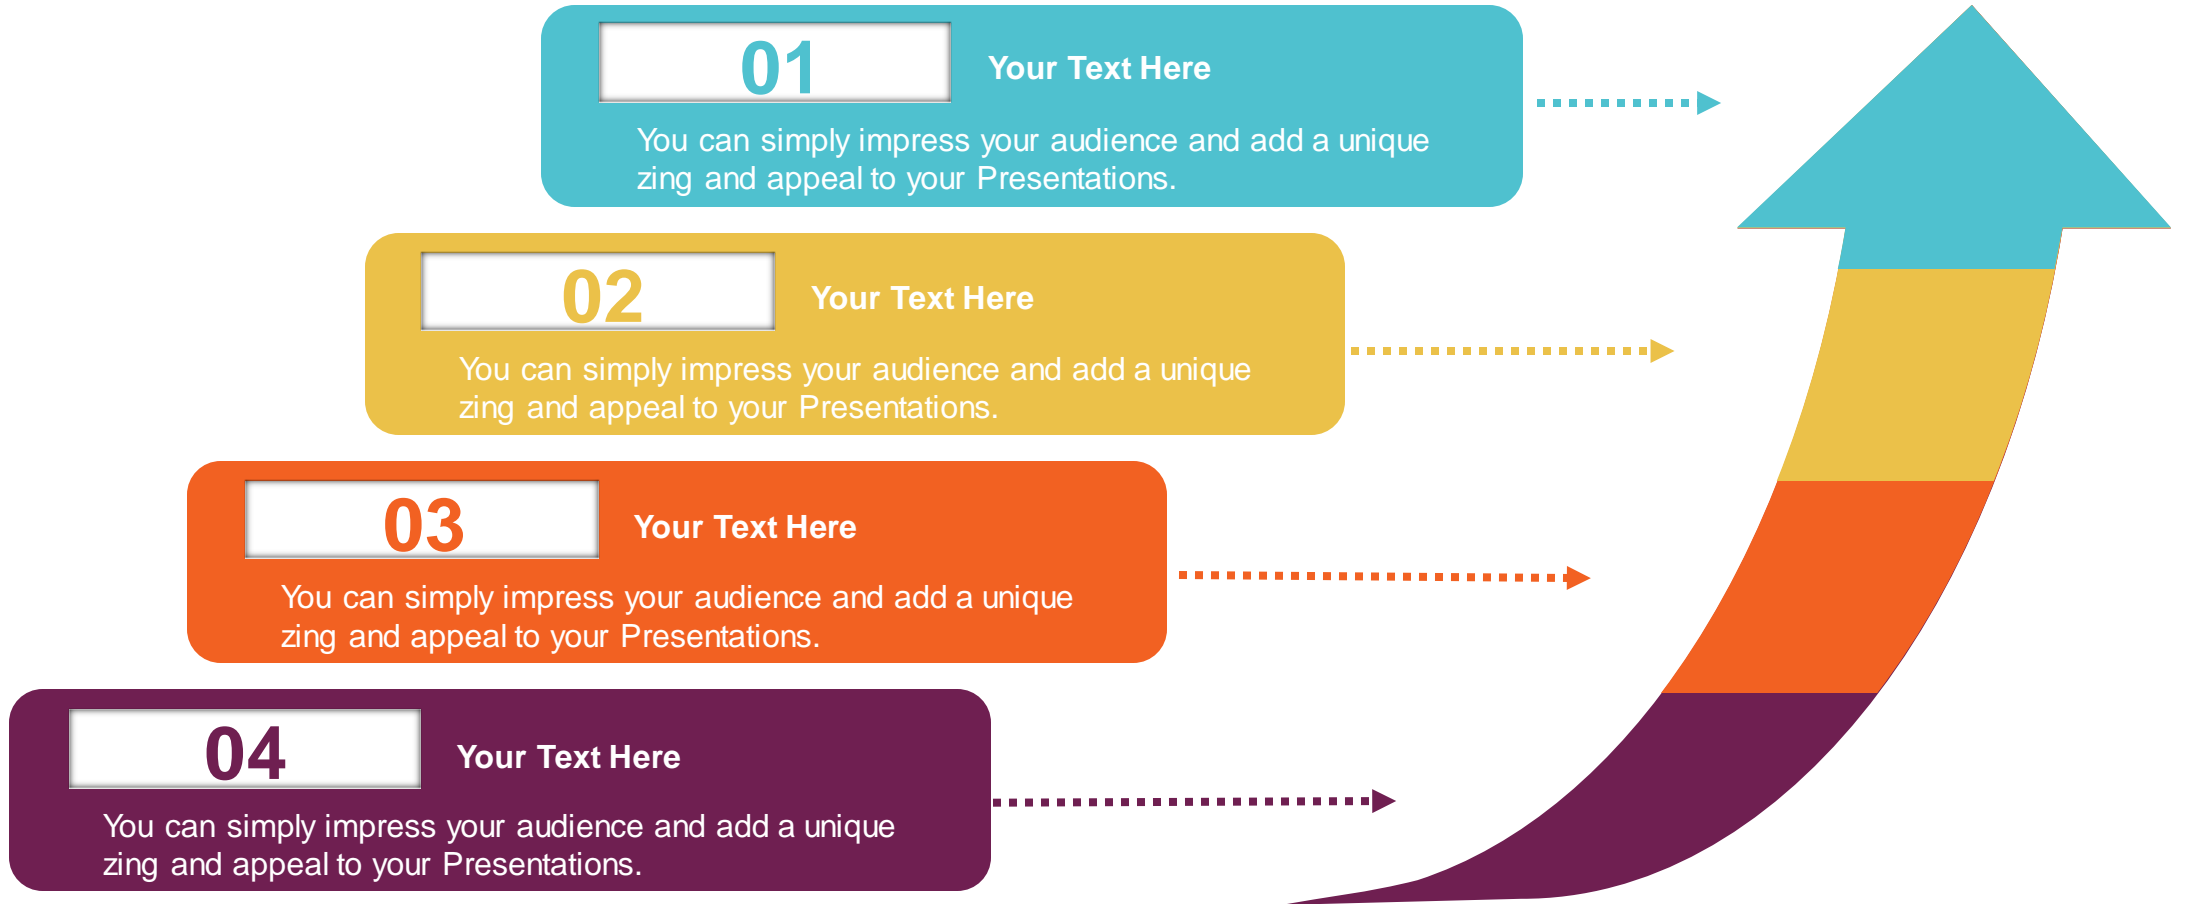 01
Your Text Here
You can simply impress your audience and add a unique
zing and appeal to your Presentations.
02
Your Text Here
You can simply impress your audience and add a unique
zing and appeal to your Presentations.
03
Your Text Here
You can simply impress your audience and add a unique
zing and appeal to your Presentations.
04
Your Text Here
You can simply impress your audience and add a unique
zing and appeal to your Presentations.